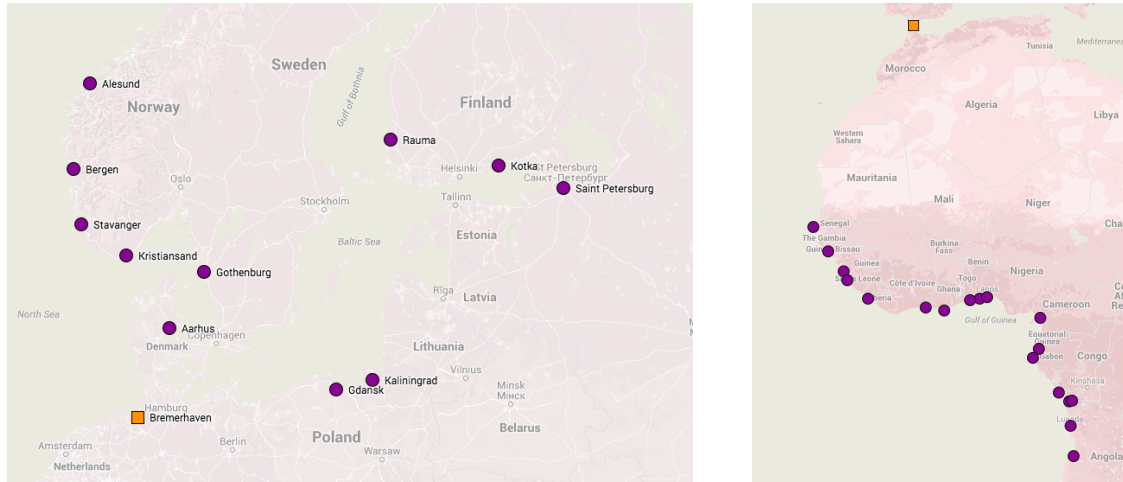 Sweden
Gulf of Bothnia
Alesund
Norway
Finland
Rauma
Helsinki
Kotka
St Petersburg
Санкт-Петербург
Bergen
Oslo
Saint Petersburg
Stockholm
Tallinn
Stavanger
Baltic Sea
Estonia
Kristiansand
Gothenburg
Rīga
Latvia
North Sea
Aarhus
Copenhagen
Denmark
Lithuania
Vilnius
Kaliningrad
Gdansk
Minsk
Мінск
Hamburg
Bremerhaven
Belarus
Berlin
Poland
Amsterdam
Warsaw
Netherlands
Tunisia
Mediterranea
Morocco
Algeria
Libya
Western
Sahara
Mauritania
Mali
Niger
Cha
Senegal
The Gambia
Guin Bissau
Burkina
Faso
Guinea
Benin
Nigeria
Togo
Côte d'Ivoire
Ghana
Lagos
Cameroon
Gulf of Guinea
Equatorial
Guinea
Gabon
Congo
Kinshasa
Luanda
Angola